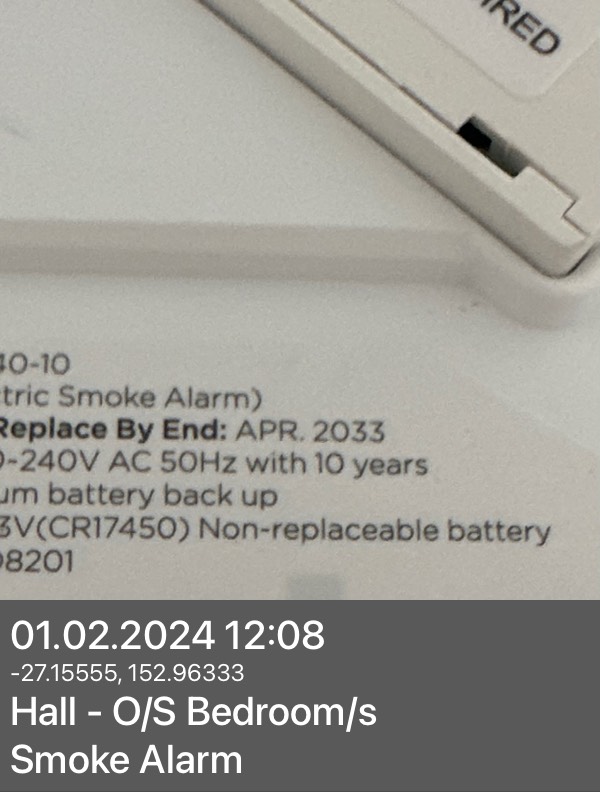 IRED
40-10
tric Smoke Alarm)
Replace By End: APR. 2033
0-240V AC 50Hz with 10 years
um battery back up
3V(CR17450) Non-replaceable battery
98201
01.02.2024 12:08
-27.15555, 152.96333
Hall - O/S Bedroom/s
Smoke Alarm